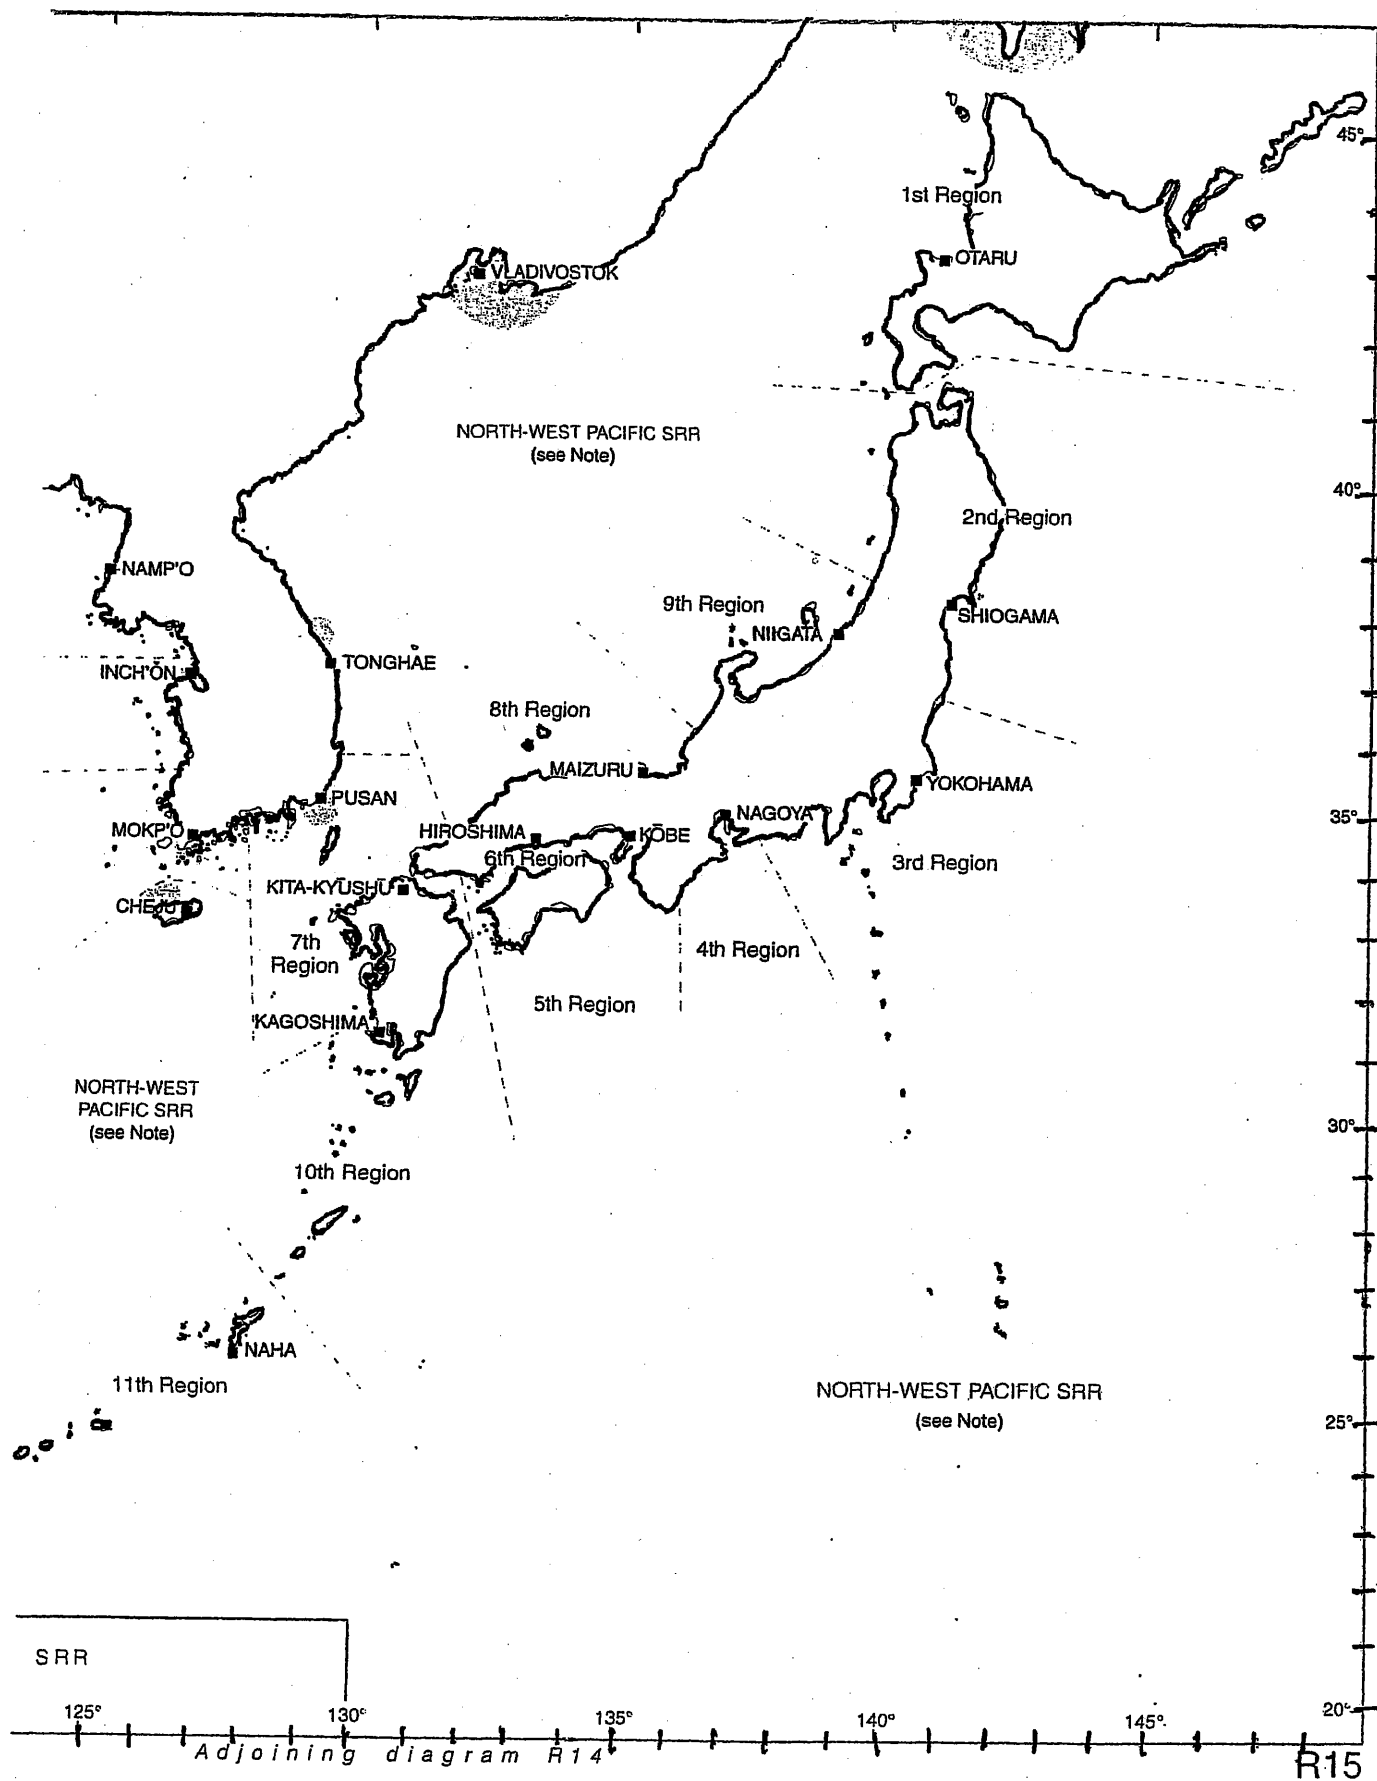 45°
1st Region
OTARU
VLADIVOSTOK
NORTH-WEST PACIFIC SRR
(see Note)
40°
2nd Region
NAMP'O
9th Region
NIIGATA
SHIOGAMA
INCH'ŎN
TONGHAE
8th Region
MAIZURU
YOKOHAMA
PUSAN
NAGOYA
35°
MOKP'O
HIROSHIMA
KŌBE
6th Region
3rd Region
KITA-KYŪSHŪ
CHEJU
7th
Region
4th Region
5th Region
KAGOSHIMA
NORTH-WEST
PACIFIC SRR
(see Note)
30°
10th Region
NAHA
11th Region
NORTH-WEST PACIFIC SRR
(see Note)
25°
SRR
125°
130°
135°
140°
145°
20°
Adjoining diagram R14
R15